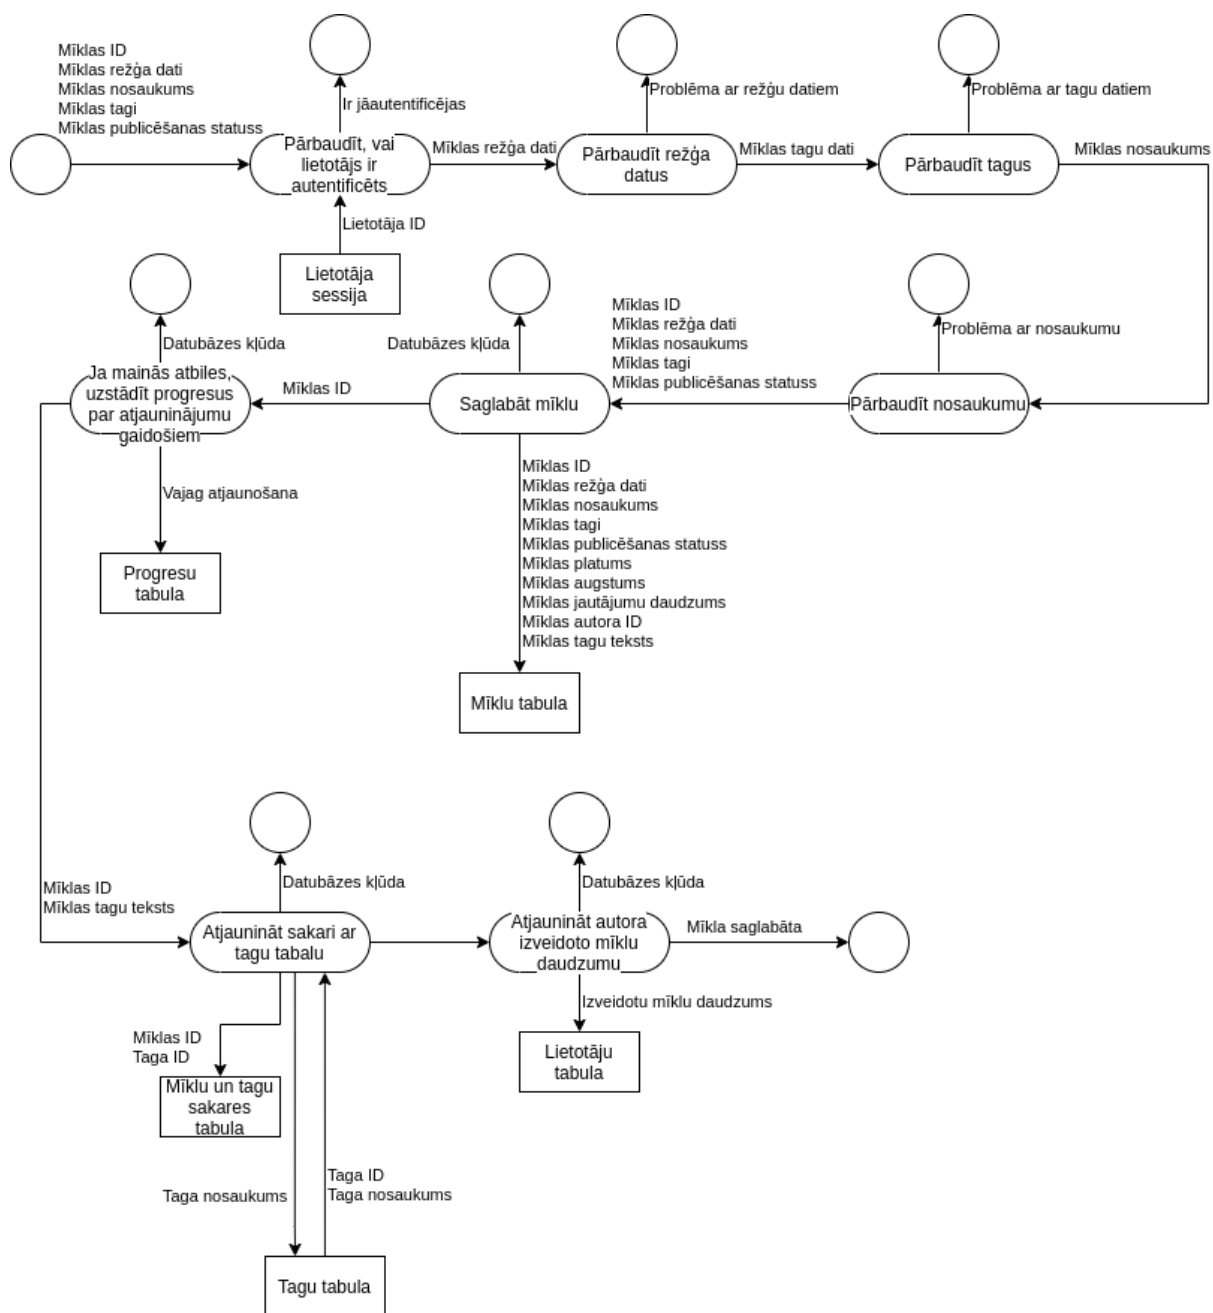 Mīklas ID
Mīklas režģa dati
Mīklas nosaukums
Mīklas tagi
Mīklas publicēšanas statuss
Ir jāautentificējas
Problēma ar režģu datiem
Problēma ar tagu datiem
Pārbaudīt, vai
lietotājs ir
autentificēts
Mīklas režģa dati
Pārbaudīt režģa
datus
Mīklas tagu dati
Pārbaudīt tagus
Mīklas nosaukums
Lietotāja ID
Lietotāja
sessija
Datubāzes kļūda
Datubāzes kļūda
Mīklas ID
Mīklas režģa dati
Mīklas nosaukums
Mīklas tagi
Mīklas publicēšanas statuss
Problēma ar nosaukumu
Ja mainās atbiles,
uzstādīt progresus
par atjauninājumu
gaidošiem
Mīklas ID
Saglabāt mīklu
Pārbaudīt nosaukumu
Vajag atjaunošana
Progresu
tabula
Mīklas ID
Mīklas režģa dati
Mīklas nosaukums
Mīklas tagi
Mīklas publicēšanas statuss
Mīklas platums
Mīklas augstums
Mīklas jautājumu daudzums
Mīklas autora ID
Mīklas tagu teksts
Mīklu tabula
Mīklas ID
Mīklas tagu teksts
Datubāzes kļūda
Datubāzes kļūda
Atjaunināt sakari ar
tagu tabalu
Atjaunināt autora
izveidoto mīklu
daudzumu
Mīkla saglabāta
Izveidotu mīklu daudzums
Lietotāju
tabula
Mīklas ID
Taga ID
Mīklu un tagu
sakares
tabula
Taga nosaukums
Taga ID
Taga nosaukums
Tagu tabula